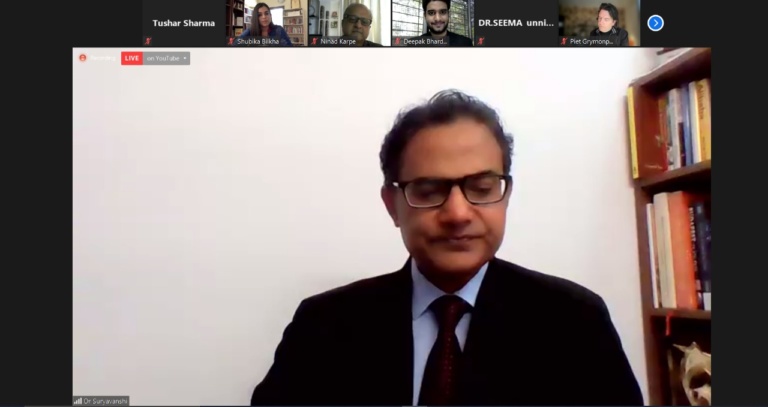 Tushar Sharma
Shubika Bilkha
Ninad Karpe
Deepak Bhard...
DR.SEEMA unni...
Piet Grymonp...
LIVE on YouTube
Dr Suryavanshi